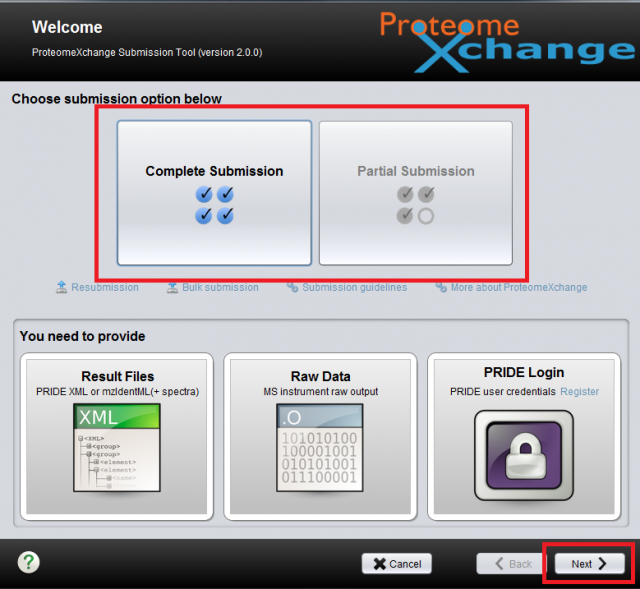 Welcome
ProteomeXchange Submission Tool (version 2.0.0)
Proteome
Xchange
Choose submission option below
Complete Submission
Partial Submission
Resubmission
Bulk submission
Submission guidelines
More about ProteomeXchange
You need to provide
Result Files
PRIDE XML or mzIdentML(+ spectra)
XML
<XML>
<group>
<group>
<element>
<element>
<name>
Raw Data
MS instrument raw output
.O
101010100
100001001
010101001
011100001
PRIDE Login
PRIDE user credentials Register
?
Cancel
Back
Next